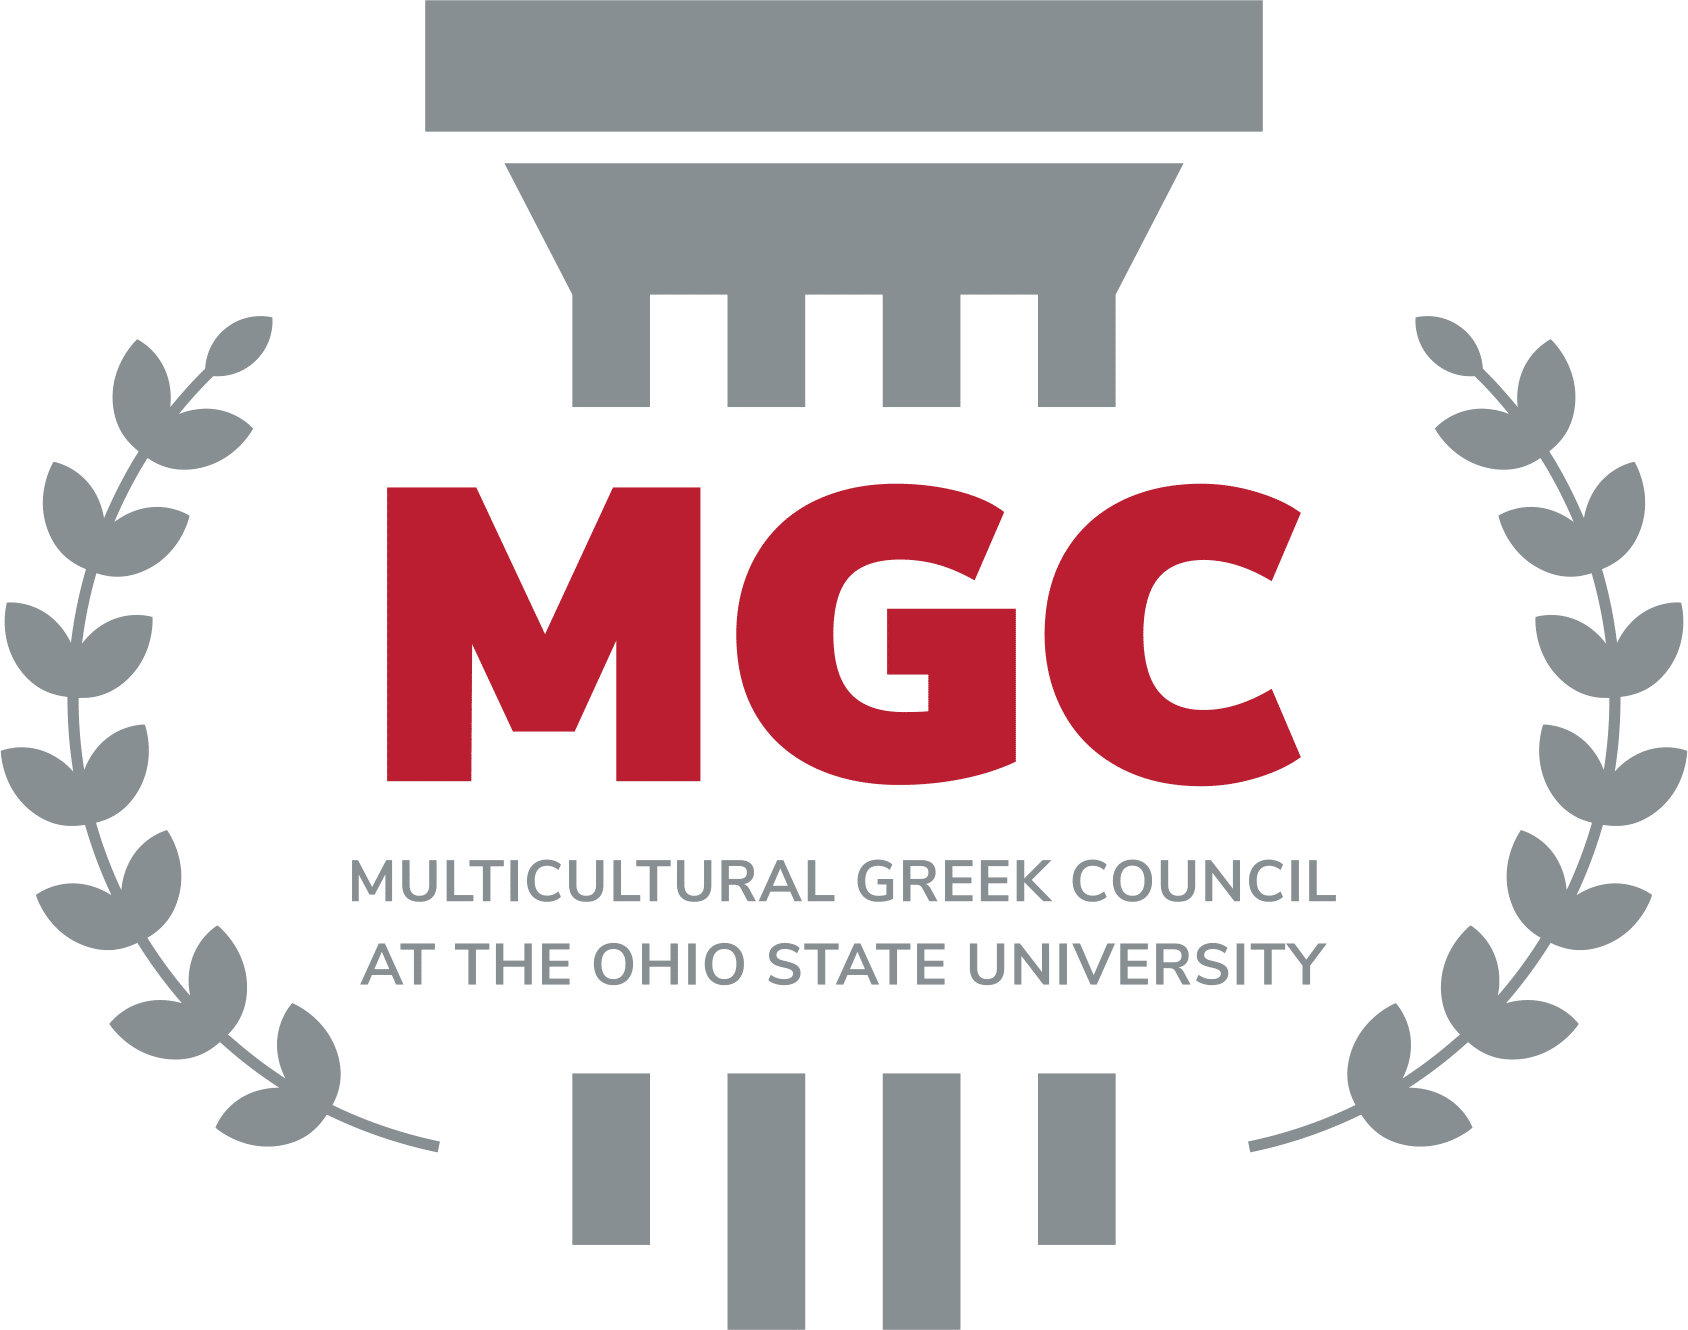 MGC
MULTICULTURAL GREEK COUNCIL
AT THE OHIO STATE UNIVERSITY